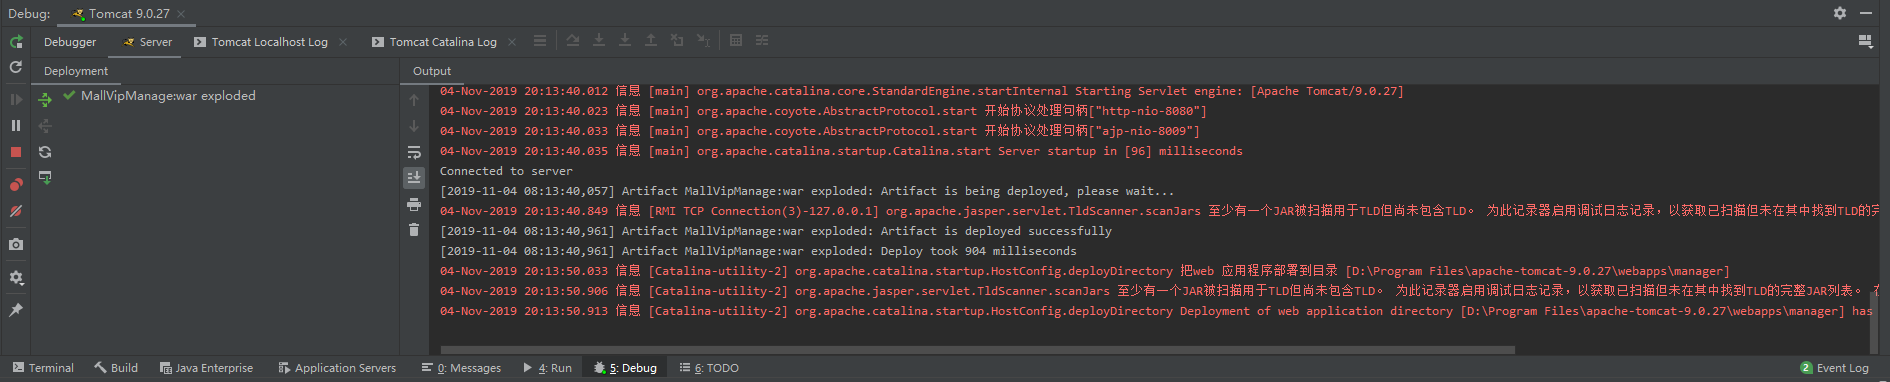 Debug: Tomcat 9.0.27
Debugger Server Tomcat Localhost Log Tomcat Catalina Log
Deployment Output
MallVipManage:war exploded
04-Nov-2019 20:13:40.012 信息 [main] org.apache.catalina.core.StandardEngine.startInternal Starting Servlet engine: [Apache Tomcat/9.0.27]
04-Nov-2019 20:13:40.023 信息 [main] org.apache.coyote.AbstractProtocol.start 开始协议处理句柄["http-nio-8080"]
04-Nov-2019 20:13:40.033 信息 [main] org.apache.coyote.AbstractProtocol.start 开始协议处理句柄["ajp-nio-8009"]
04-Nov-2019 20:13:40.035 信息 [main] org.apache.catalina.startup.Catalina.start Server startup in [96] milliseconds
Connected to server
[2019-11-04 08:13:40,057] Artifact MallVipManage:war exploded: Artifact is being deployed, please wait...
04-Nov-2019 20:13:40.849 信息 [RMI TCP Connection(3)-127.0.0.1] org.apache.jasper.servlet.TldScanner.scanJars 至少有一个JAR被扫描用于TLD但尚未包含TLD。 为此记录器启用调试日志记录，以获取已扫描但未在其中找到TLD的完
[2019-11-04 08:13:40,961] Artifact MallVipManage:war exploded: Artifact is deployed successfully
[2019-11-04 08:13:40,961] Artifact MallVipManage:war exploded: Deploy took 904 milliseconds
04-Nov-2019 20:13:50.033 信息 [Catalina-utility-2] org.apache.catalina.startup.HostConfig.deployDirectory 把web 应用程序部署到目录 [D:\Program Files\apache-tomcat-9.0.27\webapps\manager]
04-Nov-2019 20:13:50.906 信息 [Catalina-utility-2] org.apache.jasper.servlet.TldScanner.scanJars 至少有一个JAR被扫描用于TLD但尚未包含TLD。 为此记录器启用调试日志记录，以获取已扫描但未在其中找到TLD的完整JAR列表。 在
04-Nov-2019 20:13:50.913 信息 [Catalina-utility-2] org.apache.catalina.startup.HostConfig.deployDirectory Deployment of web application directory [D:\Program Files\apache-tomcat-9.0.27\webapps\manager] has
Terminal Build Java Enterprise Application Servers 0: Messages 4: Run 5: Debug 6: TODO 2 Event Log